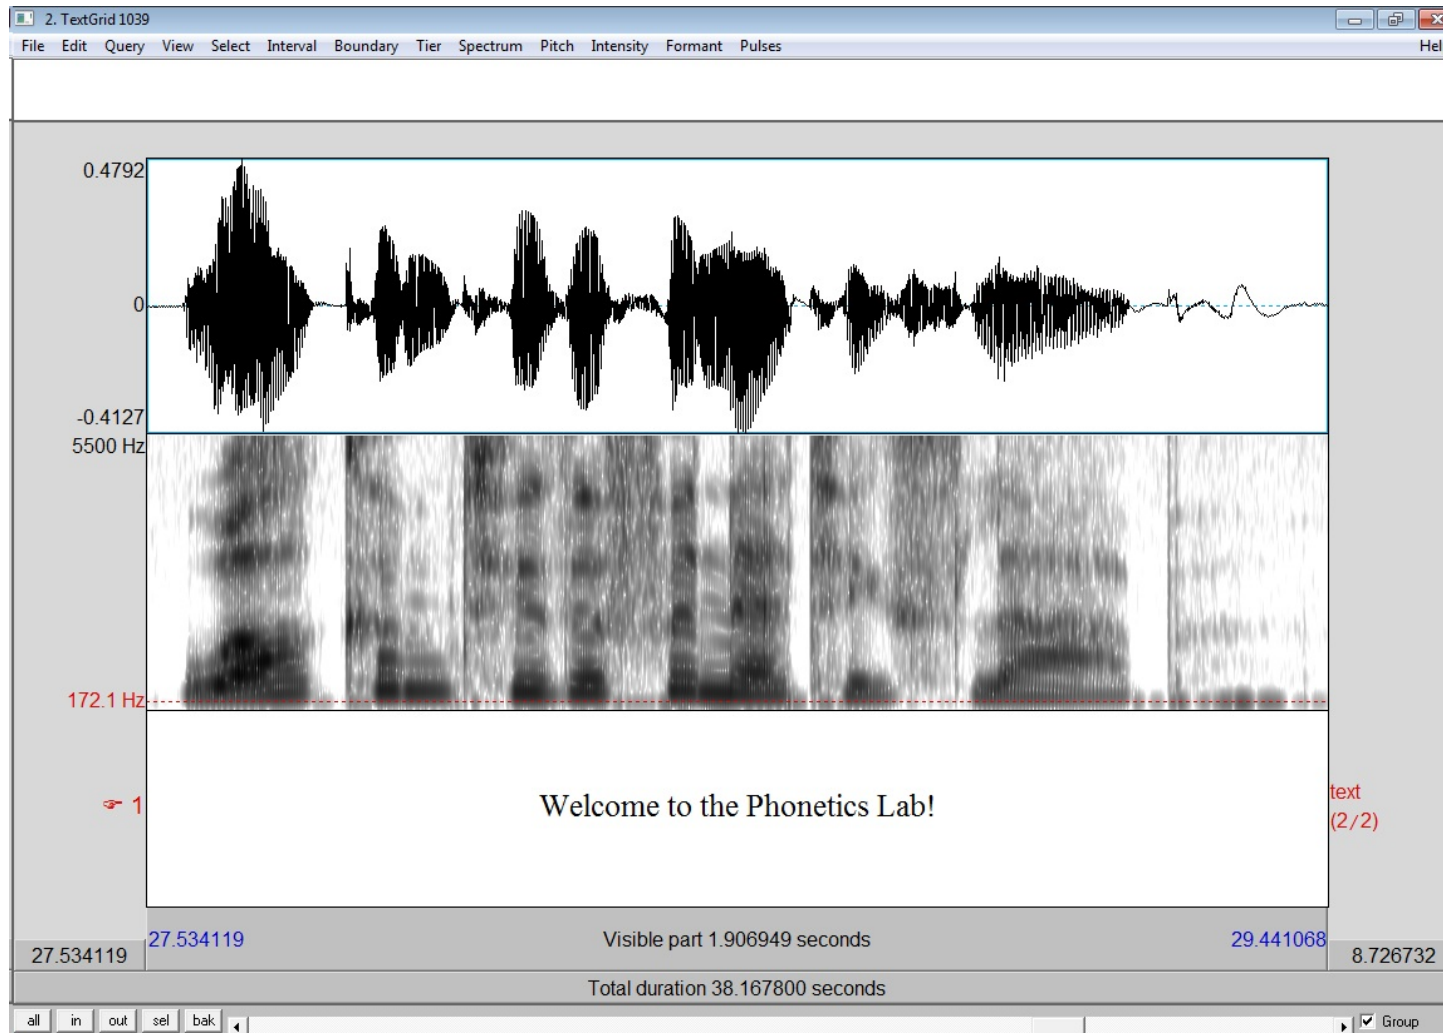 2. TextGrid 1039
File Edit Query View Select Interval Boundary Tier Spectrum Pitch Intensity Formant Pulses Hel
0.4792
0
-0.4127
5500 Hz
172.1 Hz
☞ 1
Welcome to the Phonetics Lab!
text
(2/2)
27.534119 Visible part 1.906949 seconds 29.441068
27.534119 8.726732
Total duration 38.167800 seconds
all in out sel bak Group